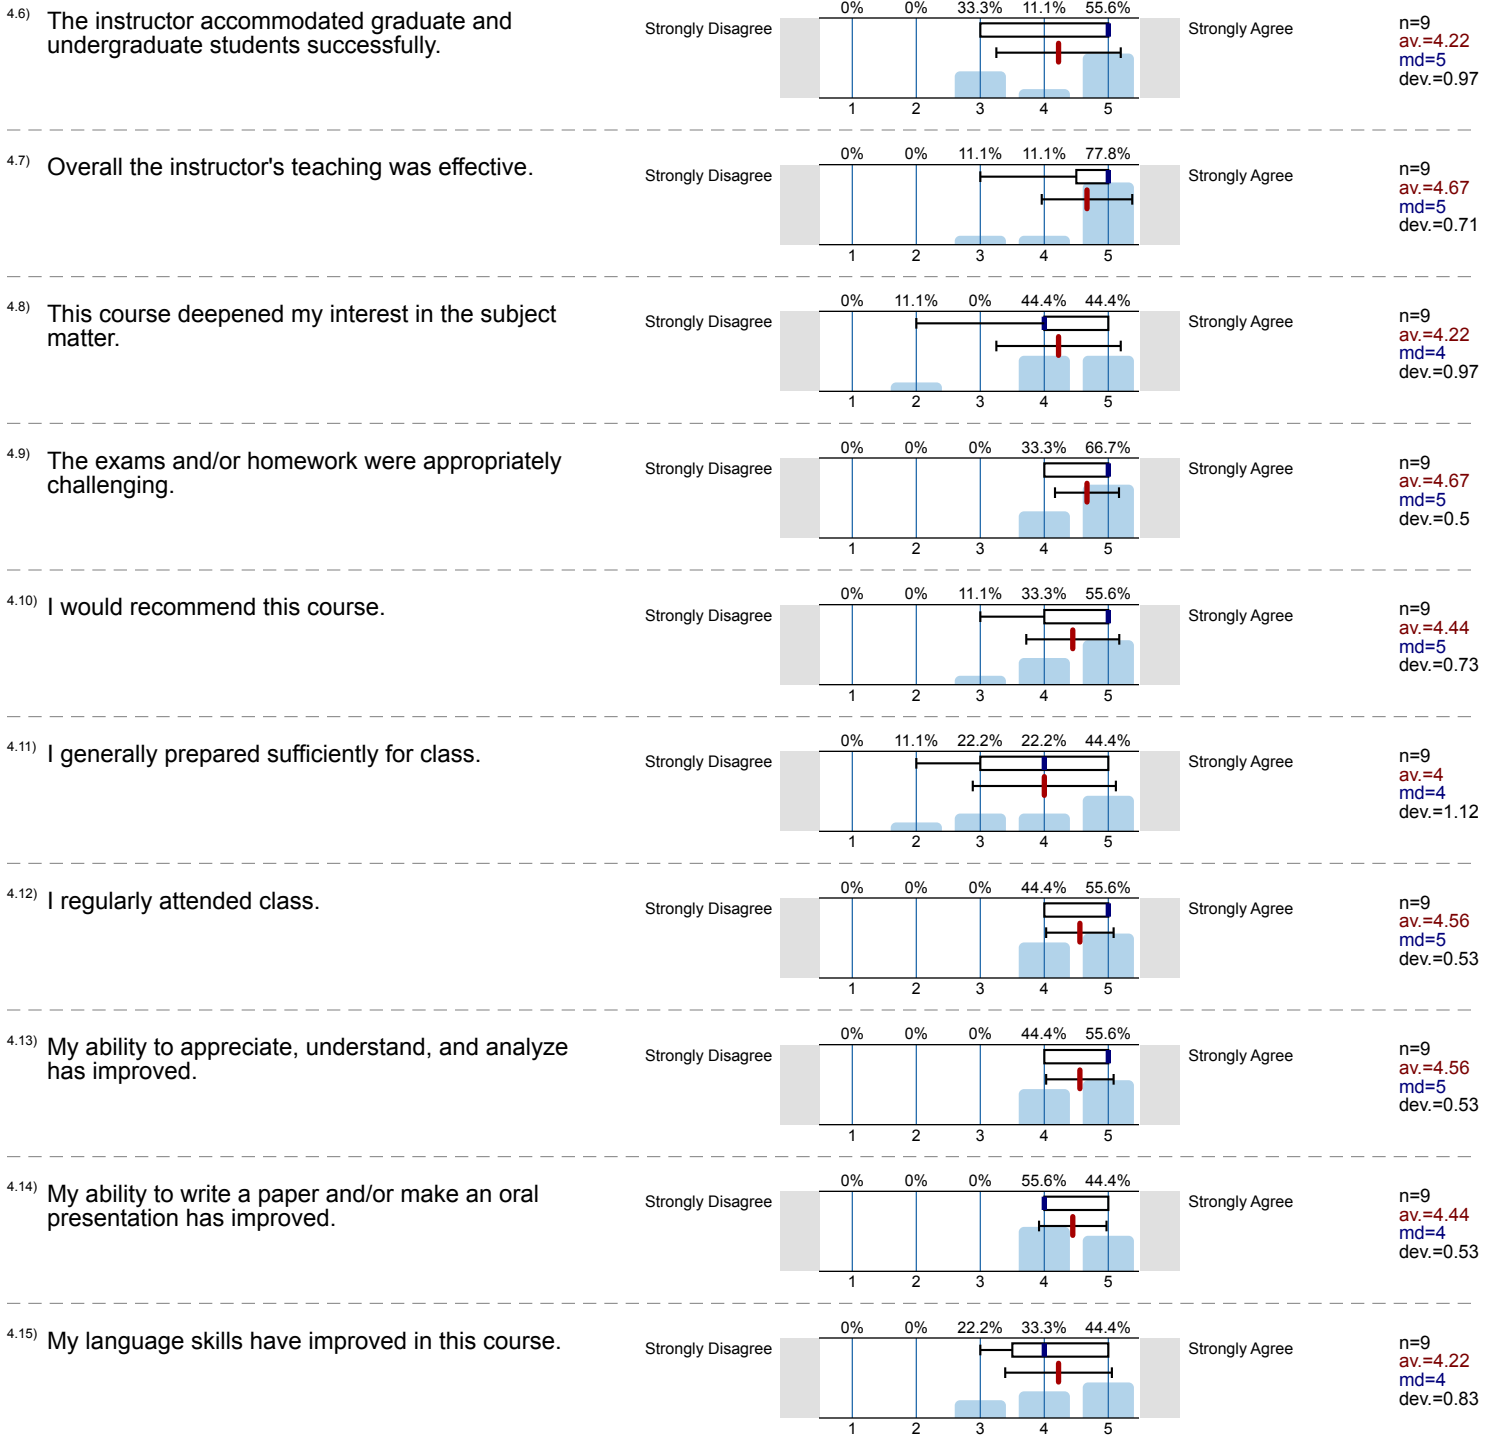 4.6) The instructor accommodated graduate and
undergraduate students successfully.
Strongly Disagree
0% 0% 33.3% 11.1% 55.6%
1 2 3 4 5
Strongly Agree
n=9
av.=4.22
md=5
dev.=0.97
4.7) Overall the instructor's teaching was effective.
Strongly Disagree
0% 0% 11.1% 11.1% 77.8%
1 2 3 4 5
Strongly Agree
n=9
av.=4.67
md=5
dev.=0.71
4.8) This course deepened my interest in the subject
matter.
Strongly Disagree
0% 11.1% 0% 44.4% 44.4%
1 2 3 4 5
Strongly Agree
n=9
av.=4.22
md=4
dev.=0.97
4.9) The exams and/or homework were appropriately
challenging.
Strongly Disagree
0% 0% 0% 33.3% 66.7%
1 2 3 4 5
Strongly Agree
n=9
av.=4.67
md=5
dev.=0.5
4.10) I would recommend this course.
Strongly Disagree
0% 0% 11.1% 33.3% 55.6%
1 2 3 4 5
Strongly Agree
n=9
av.=4.44
md=5
dev.=0.73
4.11) I generally prepared sufficiently for class.
Strongly Disagree
0% 11.1% 22.2% 22.2% 44.4%
1 2 3 4 5
Strongly Agree
n=9
av.=4
md=4
dev.=1.12
4.12) I regularly attended class.
Strongly Disagree
0% 0% 0% 44.4% 55.6%
1 2 3 4 5
Strongly Agree
n=9
av.=4.56
md=5
dev.=0.53
4.13) My ability to appreciate, understand, and analyze
has improved.
Strongly Disagree
0% 0% 0% 44.4% 55.6%
1 2 3 4 5
Strongly Agree
n=9
av.=4.56
md=5
dev.=0.53
4.14) My ability to write a paper and/or make an oral
presentation has improved.
Strongly Disagree
0% 0% 0% 55.6% 44.4%
1 2 3 4 5
Strongly Agree
n=9
av.=4.44
md=4
dev.=0.53
4.15) My language skills have improved in this course.
Strongly Disagree
0% 0% 22.2% 33.3% 44.4%
1 2 3 4 5
Strongly Agree
n=9
av.=4.22
md=4
dev.=0.83